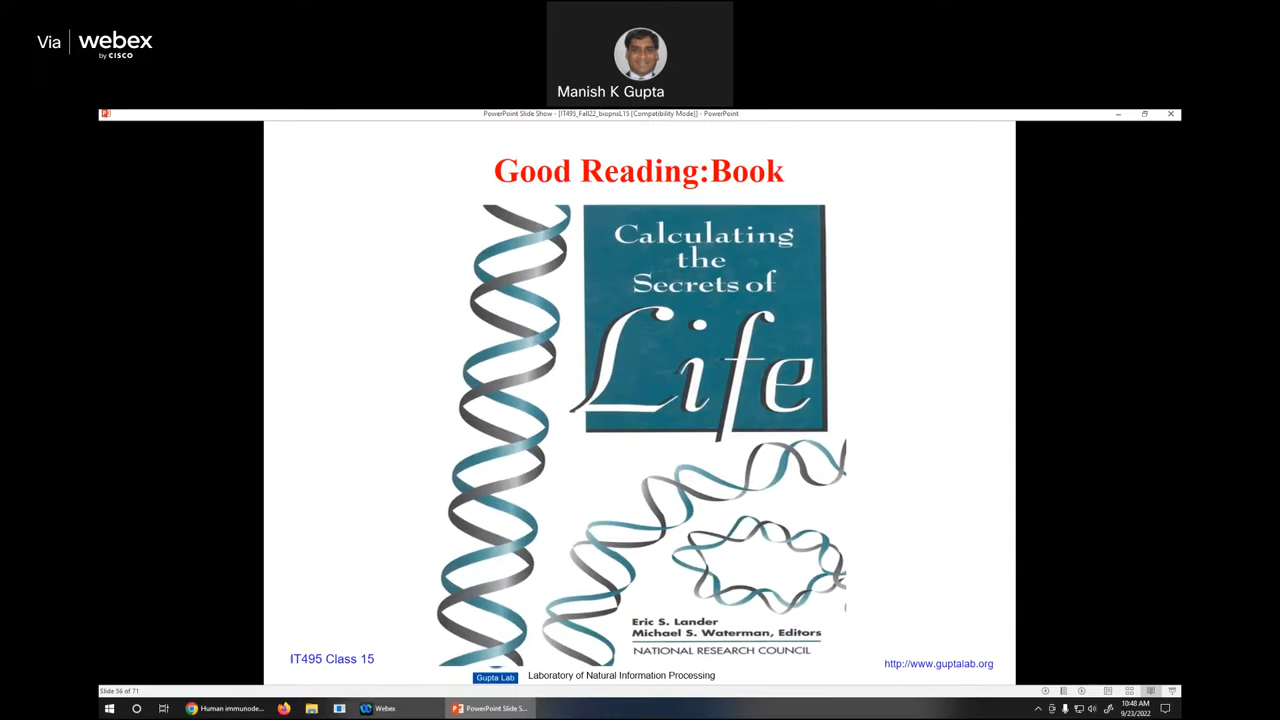 Via webex
by CISCO
Manish K Gupta
PowerPoint Slide Show - [IT495_Fall22_biopnsL15 [Compatibility Mode]] - PowerPoint
Good Reading:Book
Calculating
the
Secrets of
Life
Eric S. Lander
Michael S. Waterman, Editors
NATIONAL RESEARCH COUNCIL
IT495 Class 15
http://www.guptalab.org
Gupta Lab
Laboratory of Natural Information Processing
Slide 56 of 71
Human immunode...
Webex
PowerPoint Slide S...
10:48 AM
9/23/2022